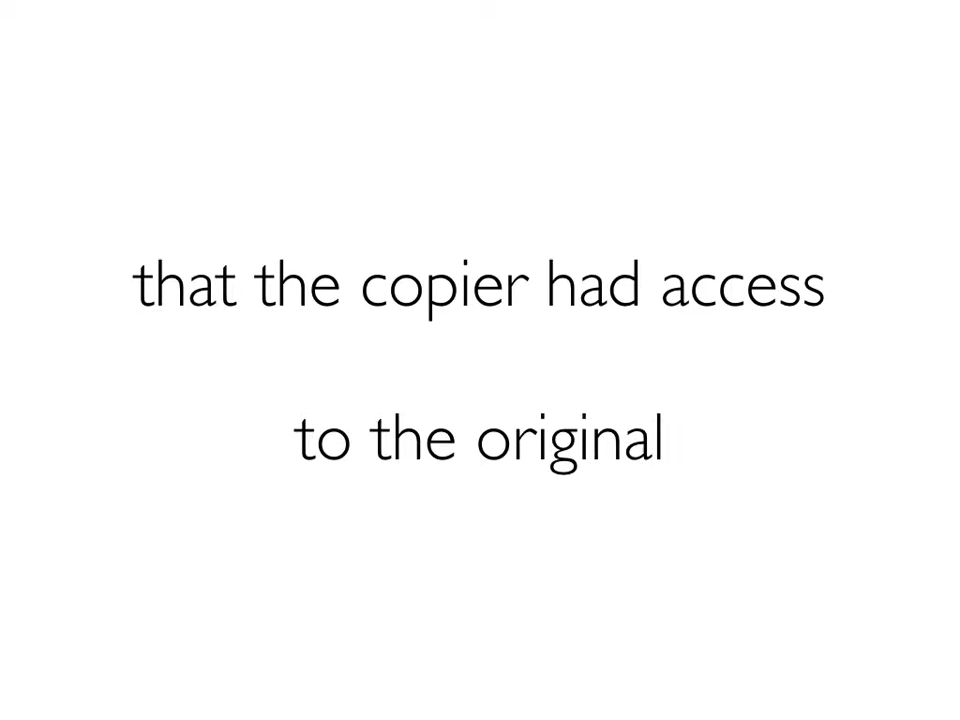 that the copier had access
to the original